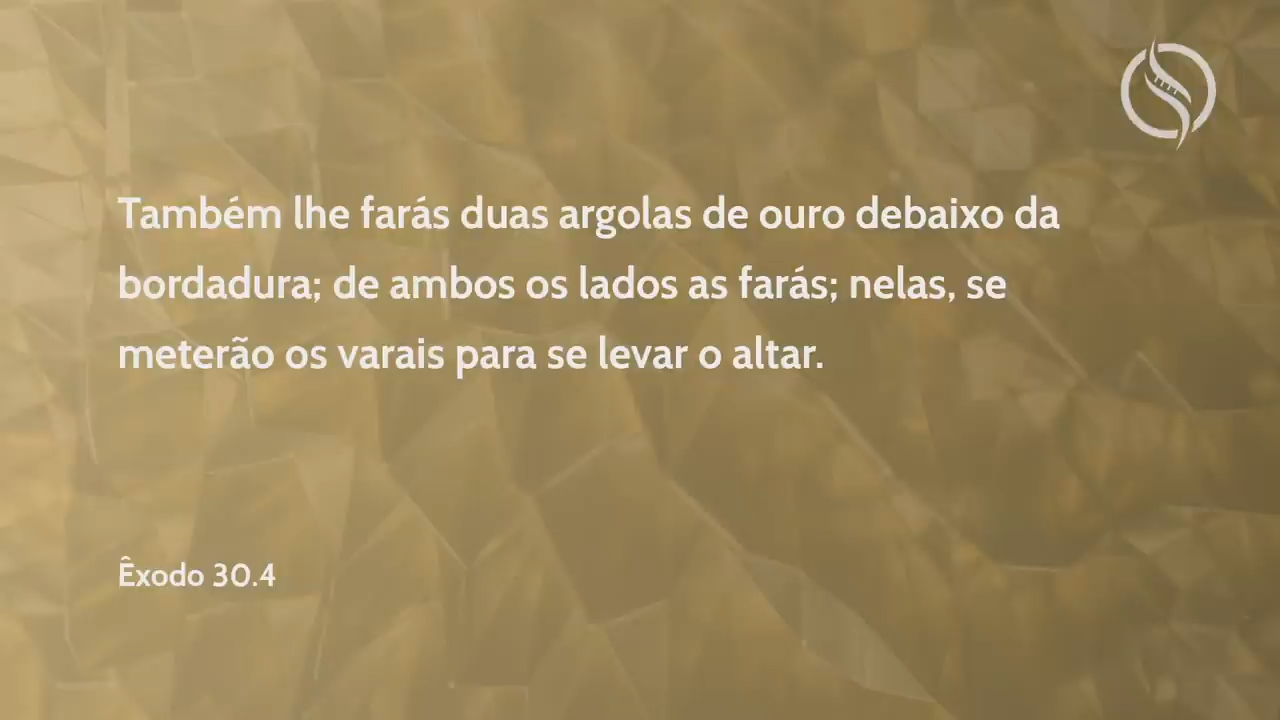 Também lhe farás duas argolas de ouro debaixo da
bordadura; de ambos os lados as farás; nelas, se
meterão os varais para se levar o altar.
Êxodo 30.4